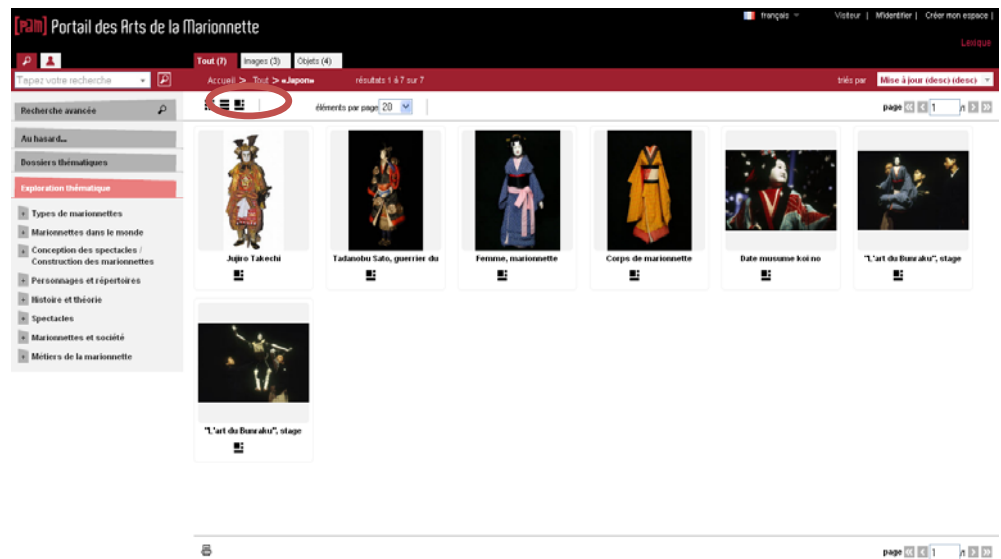 français Visiteur | M'identifier | Créer mon espace |
[PAM] Portail des Arts de la Marionnette
Lexique
Tout (7) Images (3) Objets (4)
Tapez votre recherche
Accueil > Tout > «Japon» résultats 1 à 7 sur 7 triés par Mise à jour (desc) (desc)
Recherche avancée
éléments par page 20 page 1 /1
Au hasard...
Dossiers thématiques
Exploration thématique
Types de marionnettes
Marionnettes dans le monde
Conception des spectacles /
Construction des marionnettes
Personnages et répertoires
Histoire et théorie
Spectacles
Marionnettes et société
Métiers de la marionnette
Jujiro Takechi
Tadanobu Sato, guerrier du
Femme, marionnette
Corps de marionnette
Date musume koi no
"L'art du Bunraku", stage
"L'art du Bunraku", stage
page 1 /1